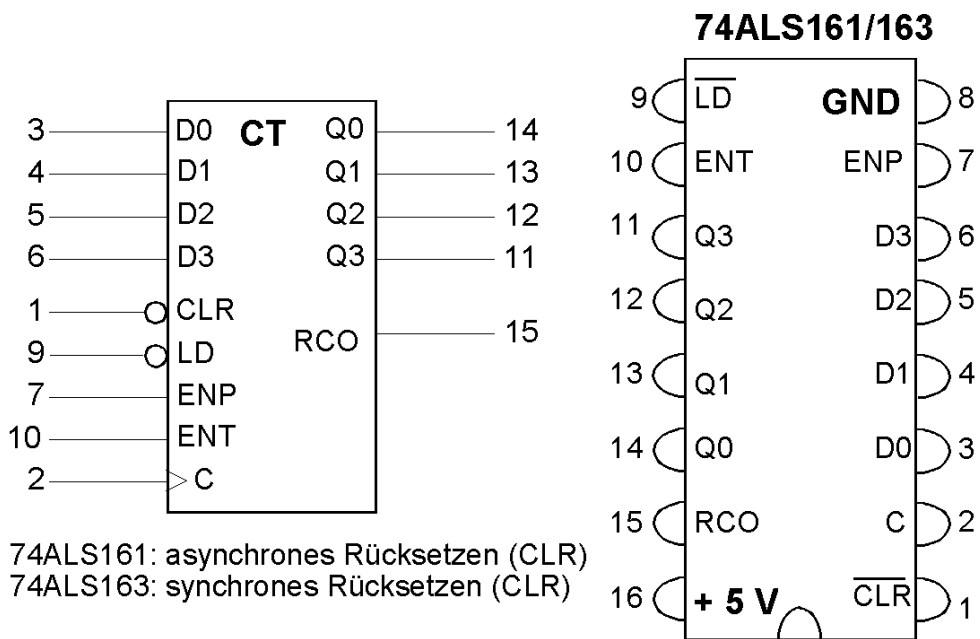 74ALS161/163
3 D0 CT Q0 14
4 D1 Q1 13
5 D2 Q2 12
6 D3 Q3 11
1 CLR
RCO 15
9 LD
7 ENP
10 ENT
2 C
74ALS161: asynchrones Rücksetzen (CLR)
74ALS163: synchrones Rücksetzen (CLR)
9 LD GND 8
10 ENT ENP 7
11 Q3 D3 6
12 Q2 D2 5
13 Q1 D1 4
14 Q0 D0 3
15 RCO C 2
16 + 5 V CLR 1